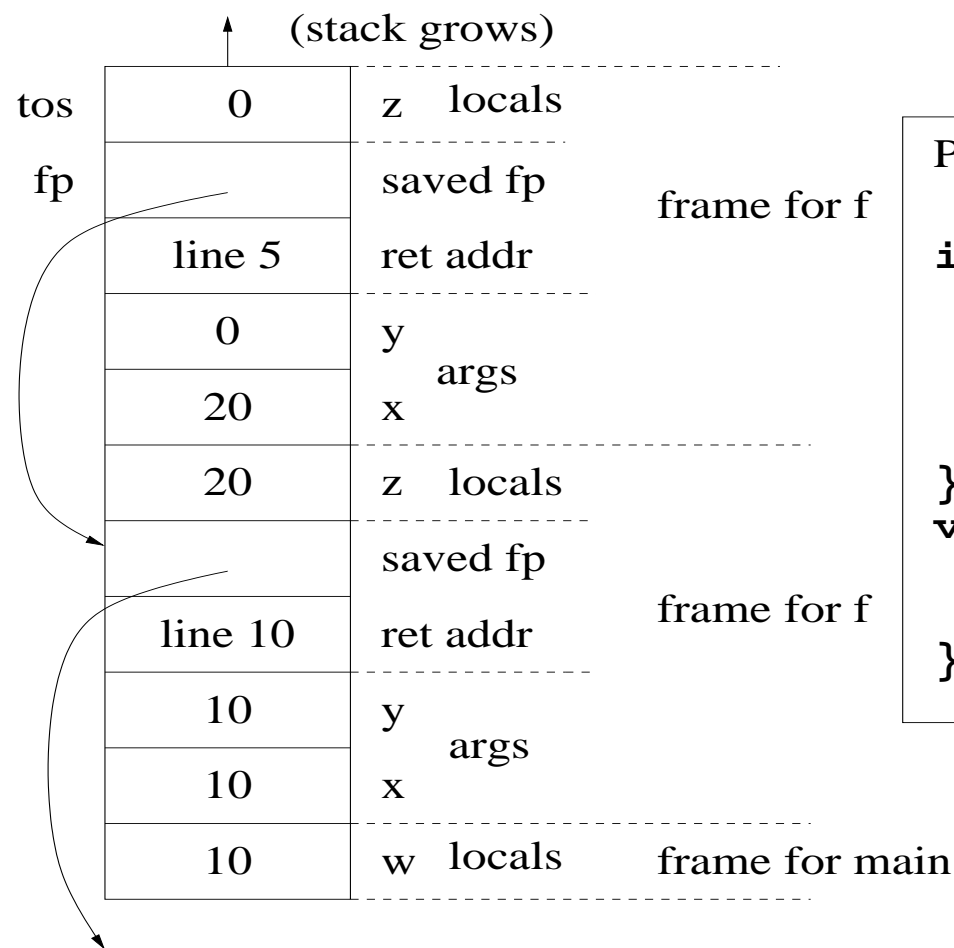 (stack grows)
tos 0 z locals
fp saved fp
frame for f
line 5 ret addr
0 y
args
20 x
20 z locals
saved fp
frame for f
line 10 ret addr
10 y
args
10 x
10 w locals frame for main
P
i
}
v
}